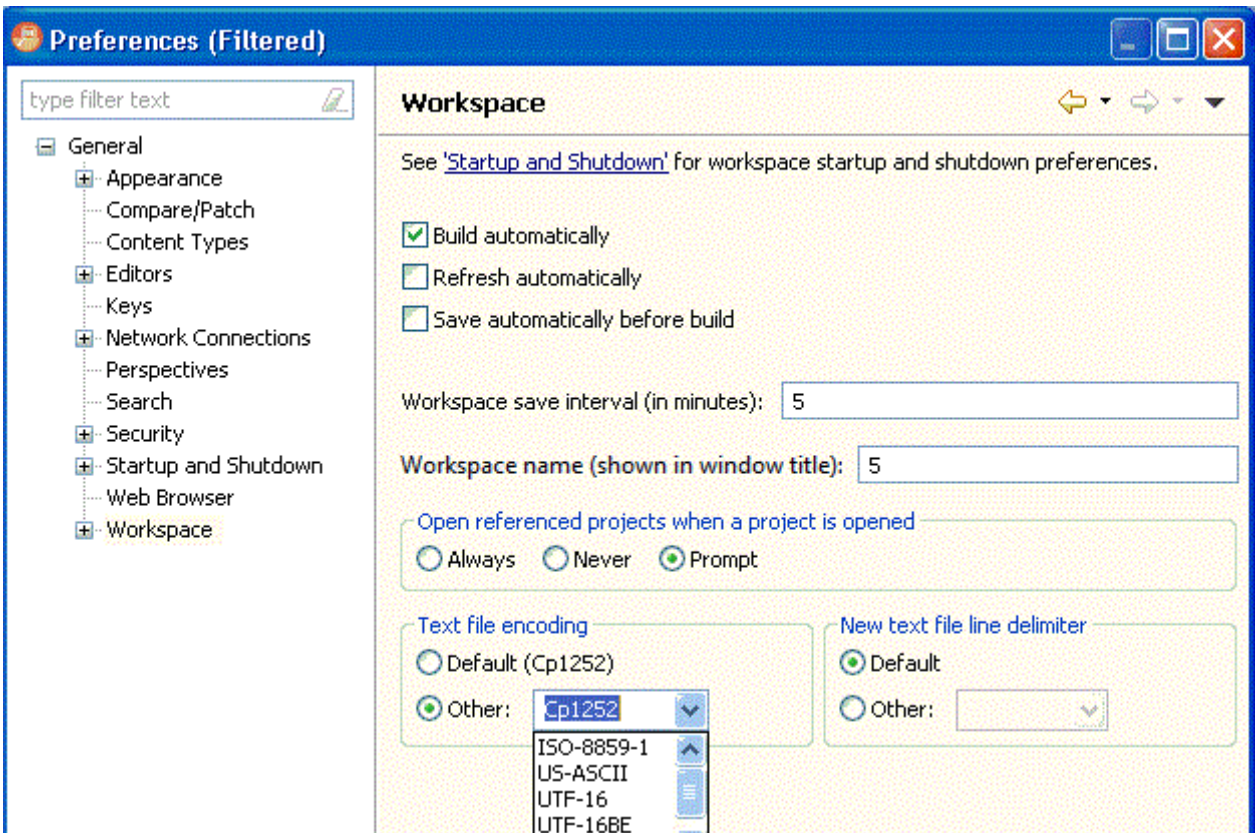 Preferences (Filtered)
type filter text
General
Appearance
Compare/Patch
Content Types
Editors
Keys
Network Connections
Perspectives
Search
Security
Startup and Shutdown
Web Browser
Workspace
Workspace
See 'Startup and Shutdown' for workspace startup and shutdown preferences.
Build automatically
Refresh automatically
Save automatically before build
Workspace save interval (in minutes): 5
Workspace name (shown in window title): 5
Open referenced projects when a project is opened
Always Never Prompt
Text file encoding
Default (Cp1252)
Other: Cp1252
ISO-8859-1
US-ASCII
UTF-16
UTF-16BE
New text file line delimiter
Default
Other: